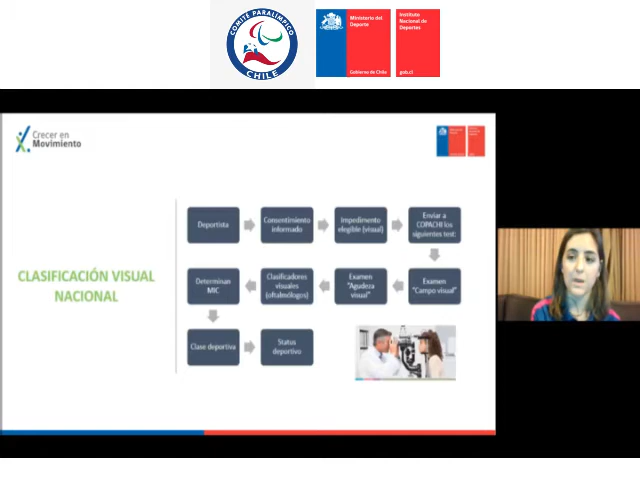 COMITÉ PARALÍMPICO
CHILE
Ministerio del
Deporte
Gobierno de Chile
Instituto
Nacional de
Deportes
gob.cl
Crecer en
Movimiento
CLASIFICACIÓN VISUAL
NACIONAL
Deportista
Consentimiento
informado
Impedimento
elegible (visual)
Enviar a
COPACHI los
siguientes test:
Determinan
MIC
Clasificadores
visuales
(oftalmólogos)
Examen
"Agudeza
visual"
Examen
"Campo visual"
Clase deportiva
Status
deportivo